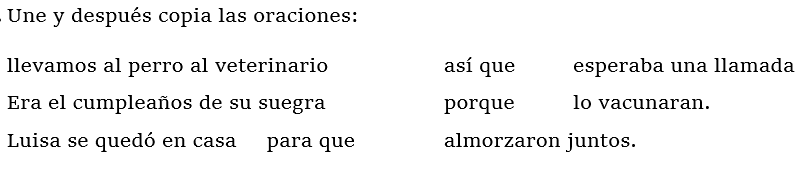 . Une y después copia las oraciones:
llevamos al perro al veterinario así que esperaba una llamada
Era el cumpleaños de su suegra porque lo vacunaran.
Luisa se quedó en casa para que almorzaron juntos.